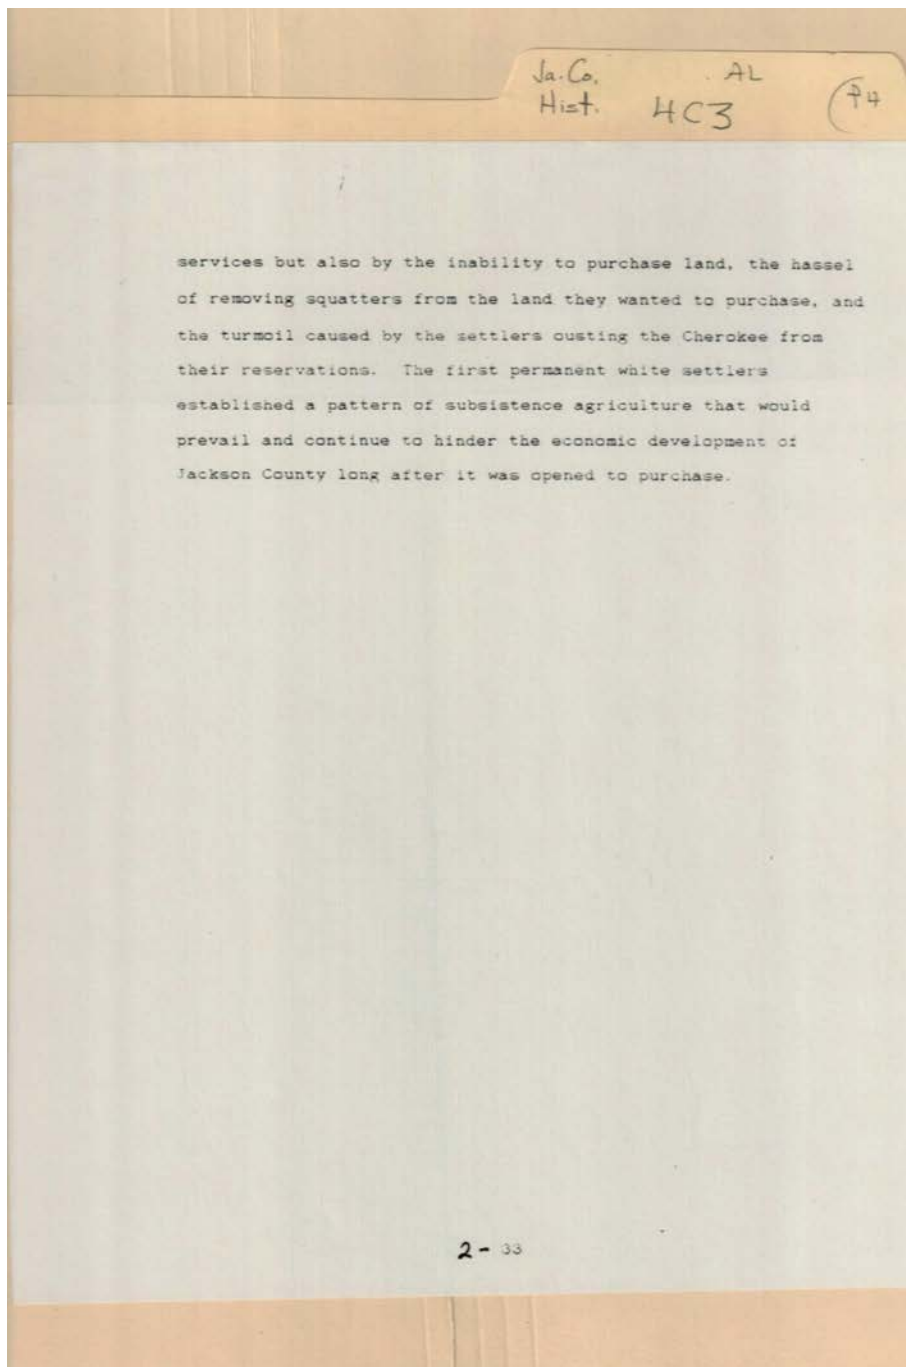 Ja. Co. AL
Hist. 4C3
services but also by the inability to purchase land, the hassel
of removing squatters from the land they wanted to purchase, and
the turmoil caused by the settlers ousting the Cherokee from
their reservations. The first permanent white settlers
established a pattern of subsistence agriculture that would
prevail and continue to hinder the economic development of
Jackson County long after it was opened to purchase.
2- 33